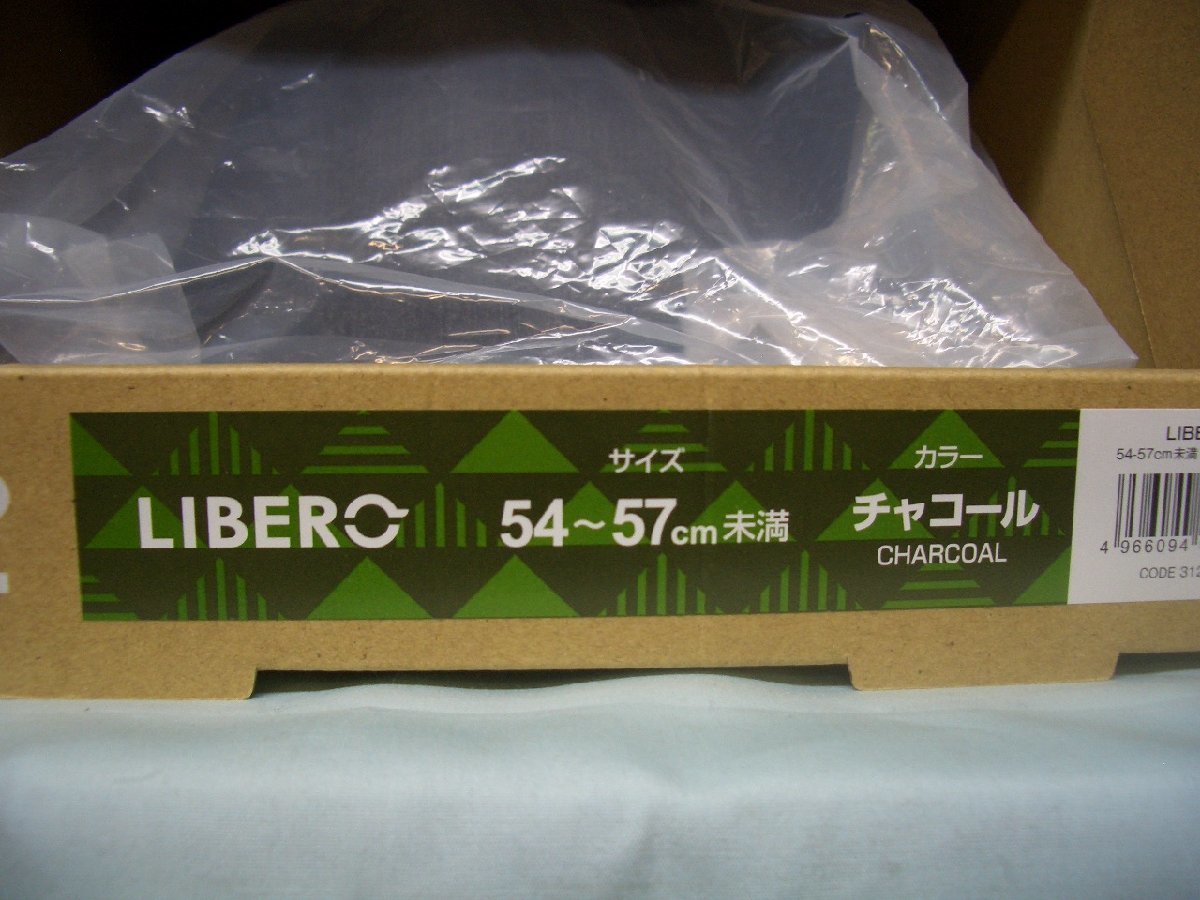 サイズ
カラー
LIBERO
54～57cm未満
チャコール
CHARCOAL
54-57cm未満
4 966094
CODE 312